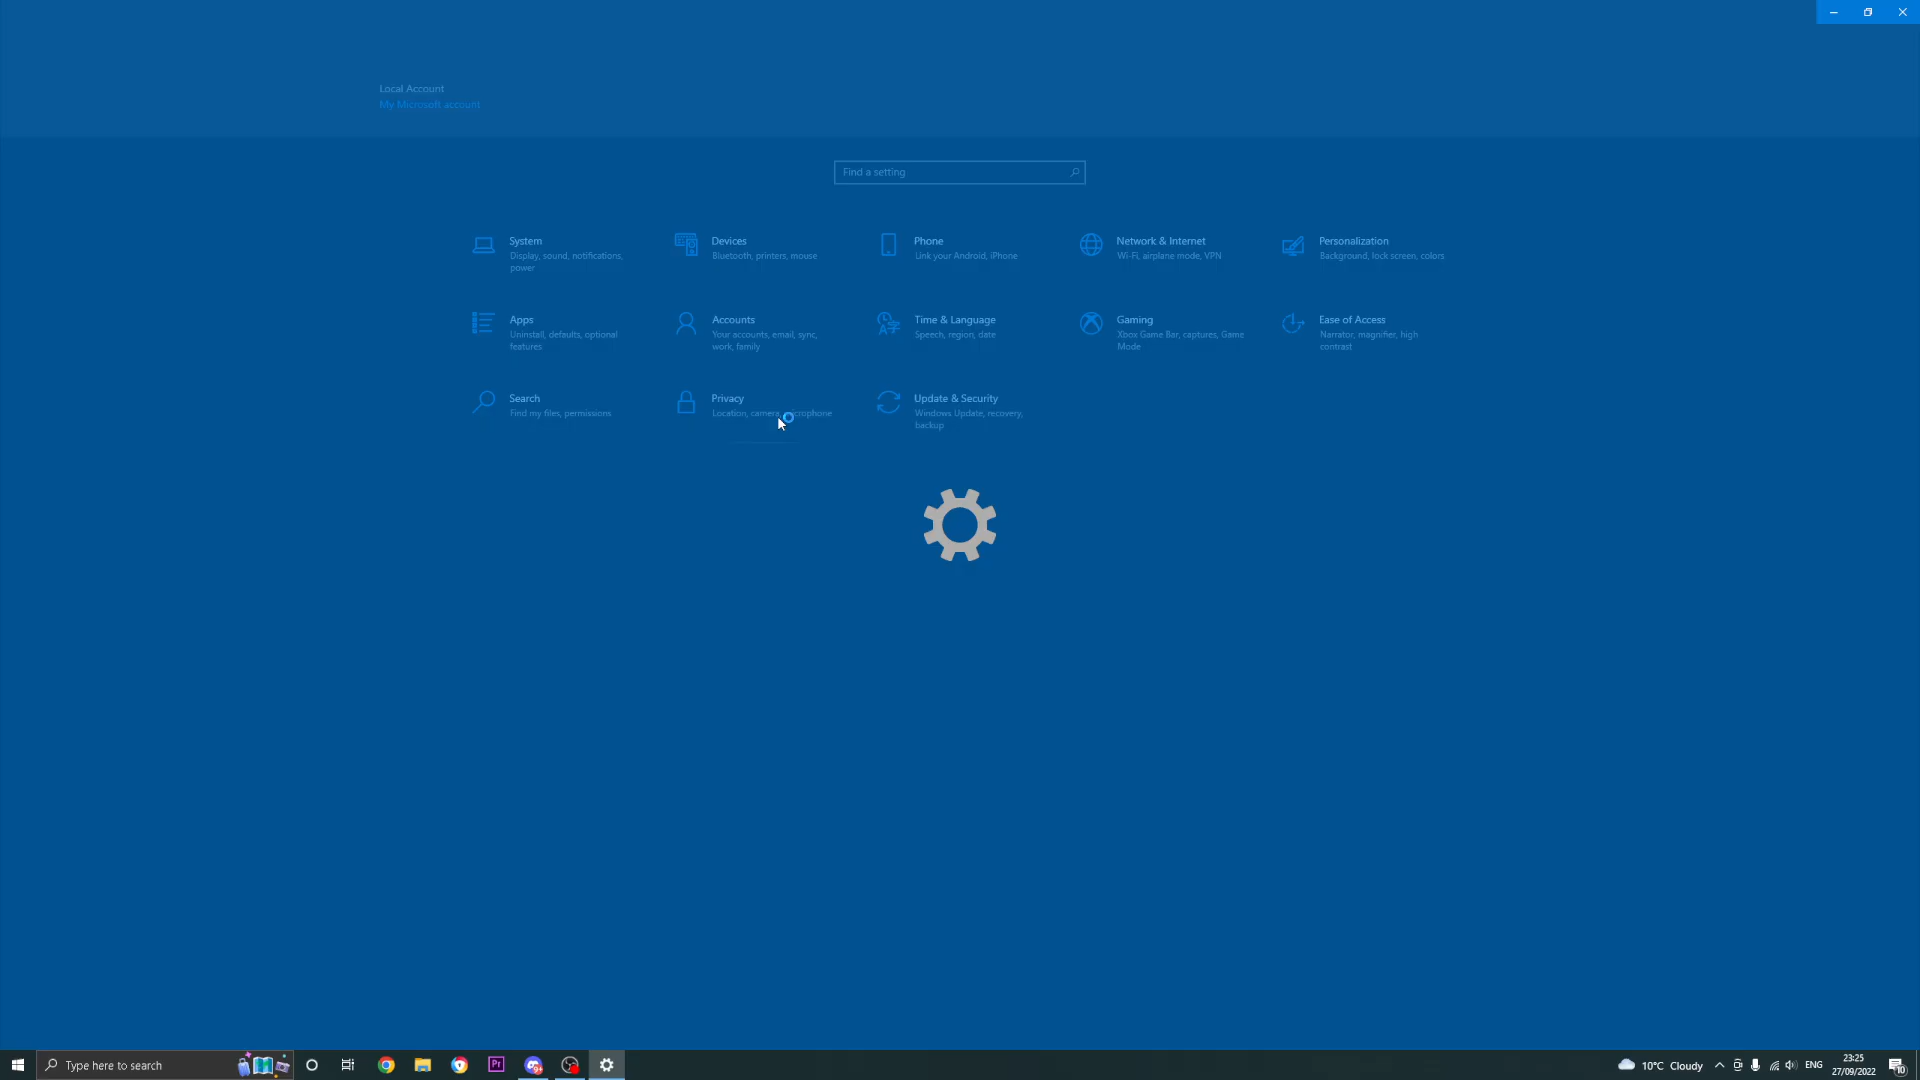 Local Account
My Microsoft account
Find a setting
System
Display, sound, notifications,
power
Devices
Bluetooth, printers, mouse
Phone
Link your Android, iPhone
Network & Internet
Wi-Fi, airplane mode, VPN
Personalization
Background, lock screen, colors
Apps
Uninstall, defaults, optional
features
Accounts
Your accounts, email, sync,
work, family
Time & Language
Speech, region, date
Gaming
Xbox Game Bar, captures, Game
Mode
Ease of Access
Narrator, magnifier, high
contrast
Search
Find my files, permissions
Privacy
Location, camera, microphone
Update & Security
Windows Update, recovery,
backup
Type here to search
Pr
9+
10°C Cloudy
ENG
23:25
27/09/2022
10